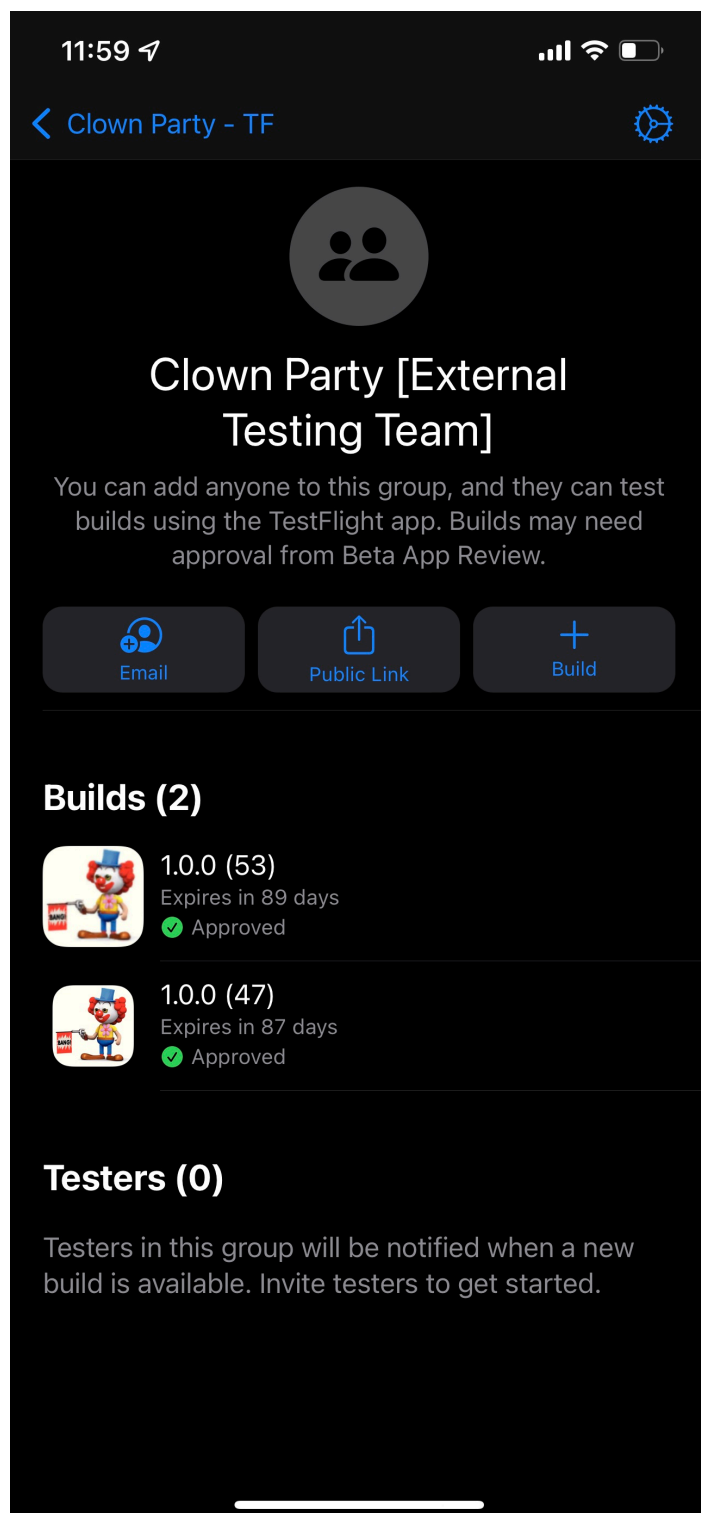 11:59
Clown Party - TF
Clown Party [External
Testing Team]
You can add anyone to this group, and they can test
builds using the TestFlight app. Builds may need
approval from Beta App Review.
Email
Public Link
Build
Builds (2)
BANG!
1.0.0 (53)
Expires in 89 days
Approved
BANG!
1.0.0 (47)
Expires in 87 days
Approved
Testers (0)
Testers in this group will be notified when a new
build is available. Invite testers to get started.